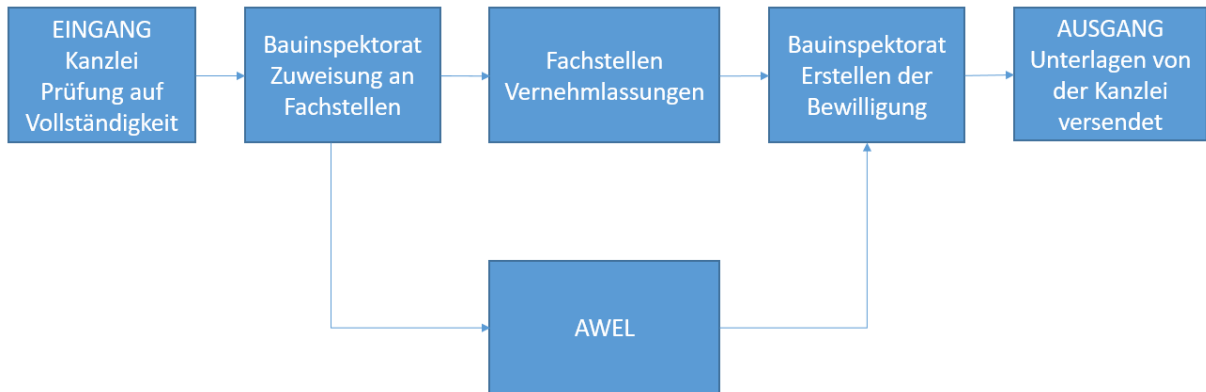 EINGANG
Kanzlei
Prüfung auf
Vollständigkeit
Bauinspektorat
Zuweisung an
Fachstellen
Fachstellen
Vernehmlassungen
Bauinspektorat
Erstellen der
Bewilligung
AUSGANG
Unterlagen von
der Kanzlei
versendet
AWEL